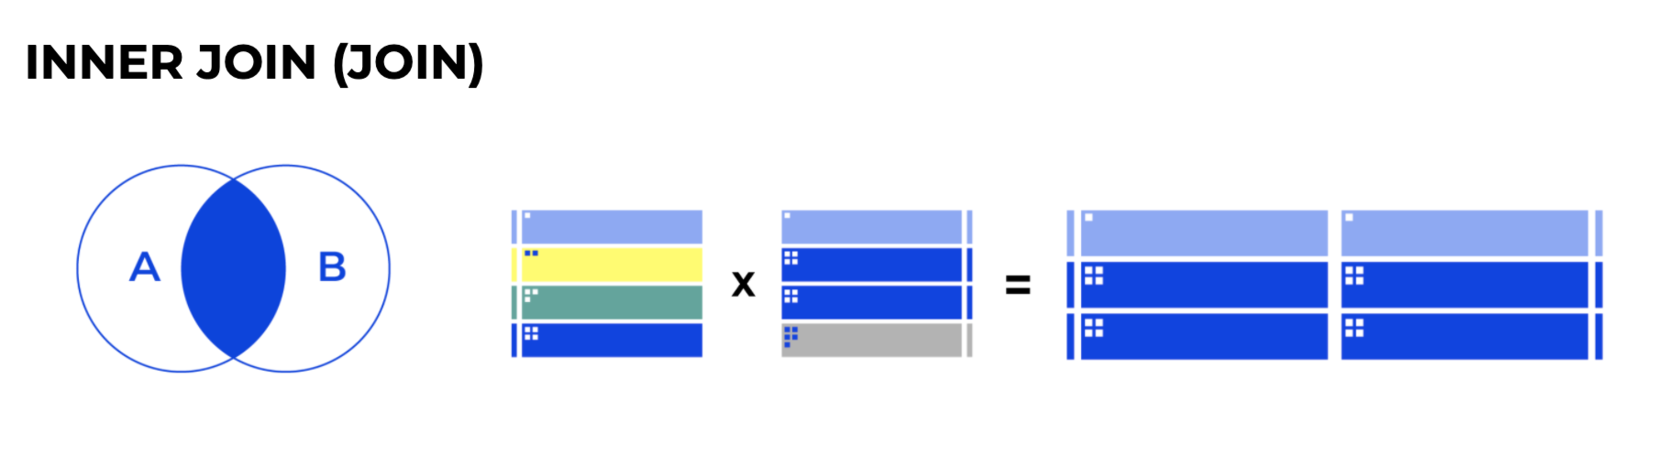 INNER JOIN (JOIN)
A
B
x
=